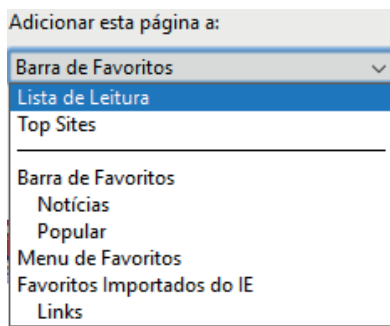 Adicionar esta página a:
Barra de Favoritos
Lista de Leitura
Top Sites
Barra de Favoritos
Notícias
Popular
Menu de Favoritos
Favoritos Importados do IE
Links